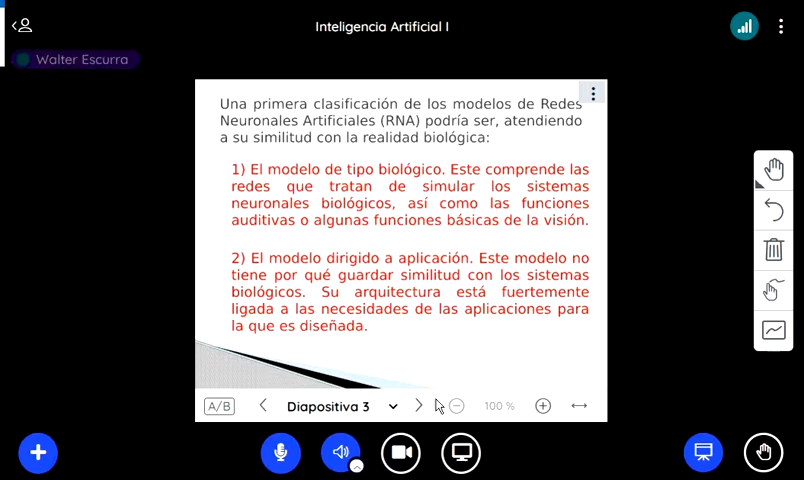 Inteligencia Artificial I
Walter Escurra
Una primera clasificación de los modelos de Redes
Neuronales Artificiales (RNA) podría ser, atendiendo
a su similitud con la realidad biológica:
1) El modelo de tipo biológico. Este comprende las
redes que tratan de simular los sistemas
neuronales biológicos, así como las funciones
auditivas o algunas funciones básicas de la visión.
2) El modelo dirigido a aplicación. Este modelo no
tiene por qué guardar similitud con los sistemas
biológicos. Su arquitectura está fuertemente
ligada a las necesidades de las aplicaciones para
la que es diseñada.
A/B
Diapositiva 3
100 %